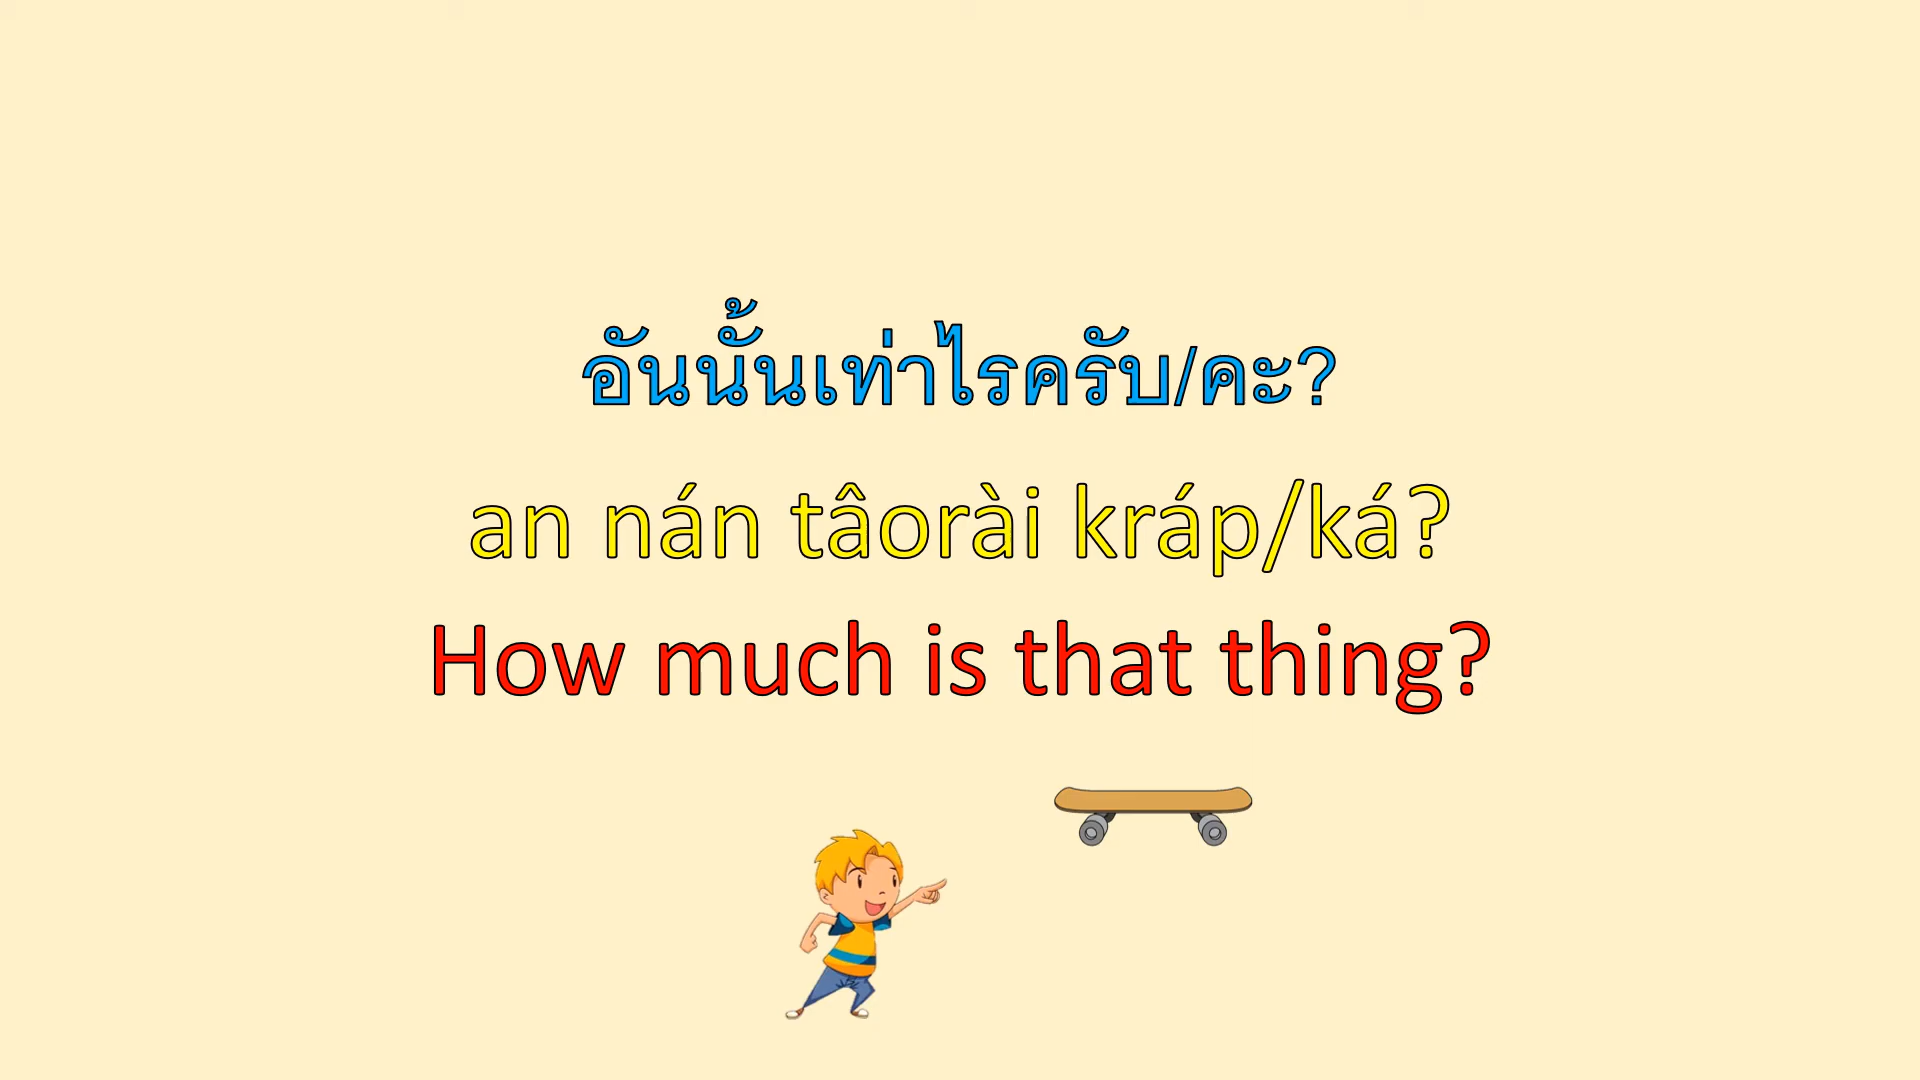 อันนั้นเท่าไรครับ/คะ?
an nán tâorài kráp/ká?
How much is that thing?